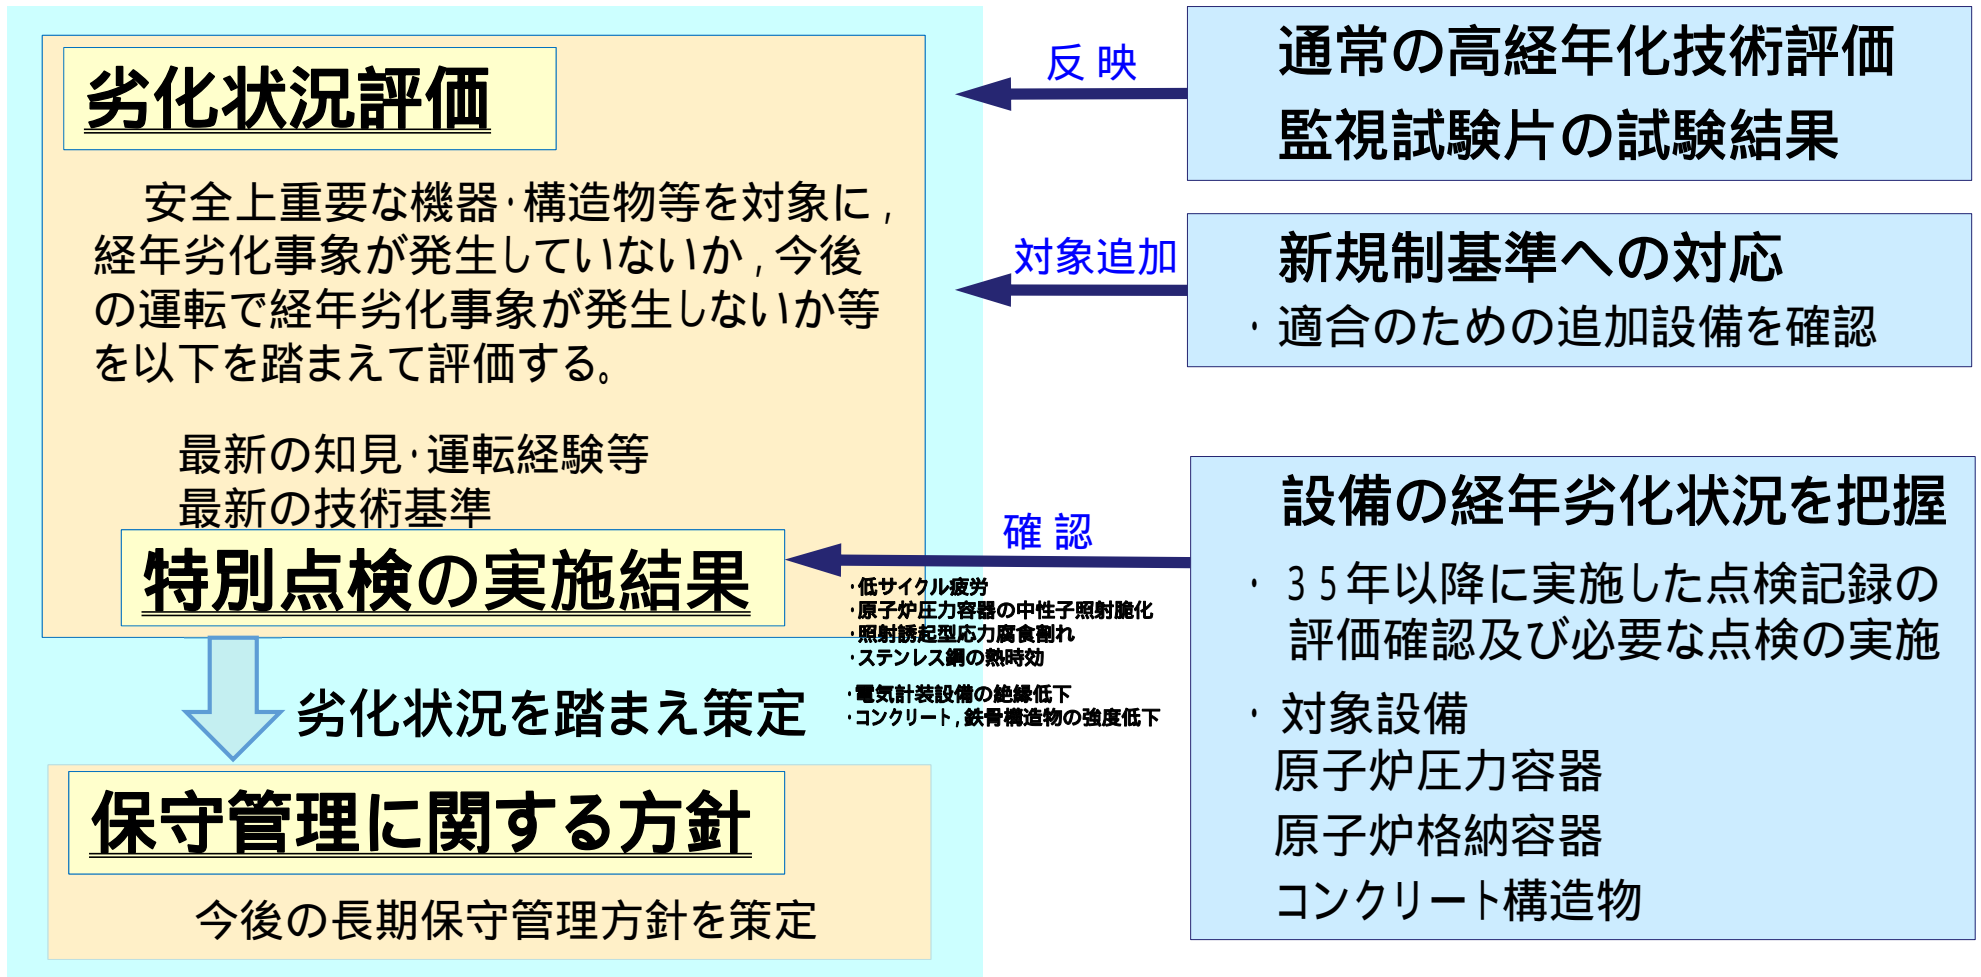 劣化状況評価
安全上重要な機器・構造物等を対象に,
経年劣化事象が発生していないか,今後
の運転で経年劣化事象が発生しないか等
を以下を踏まえて評価する。
最新の知見・運転経験等
最新の技術基準
特別点検の実施結果
劣化状況を踏まえ策定
保守管理に関する方針
今後の長期保守管理方針を策定
反 映
対象追加
確 認
・低サイクル疲労
・原子炉圧力容器の中性子照射脆化
・照射誘起型応力腐食割れ
・ステンレス鋼の熱時効
・電気計装設備の絶縁低下
・コンクリート,鉄骨構造物の強度低下
通常の高経年化技術評価
監視試験片の試験結果
新規制基準への対応
・適合のための追加設備を確認
設備の経年劣化状況を把握
・35年以降に実施した点検記録の
評価確認及び必要な点検の実施
・対象設備
原子炉圧力容器
原子炉格納容器
コンクリート構造物